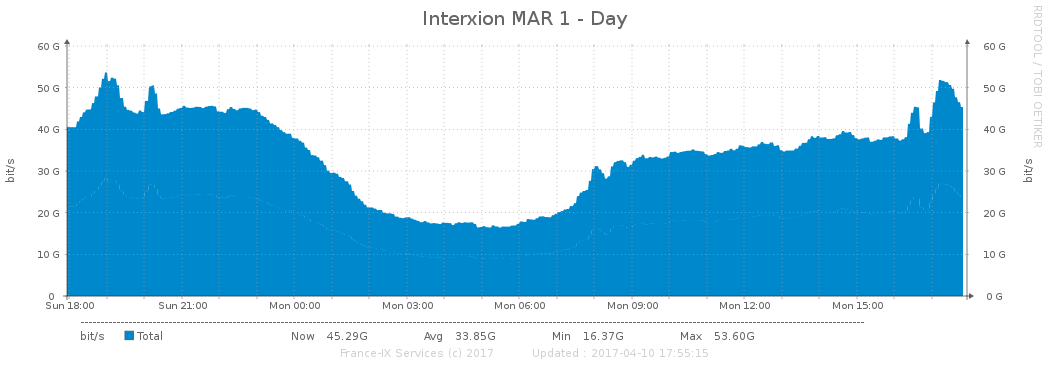 Interxion MAR 1 - Day
RRDTOOL / TOBI OETIKER
60 G 60 G
50 G 50 G
40 G 40 G
30 G 30 G
20 G 20 G
10 G 10 G
0 0 G
bit/s bit/s
Sun 18:00 Sun 21:00 Mon 00:00 Mon 03:00 Mon 06:00 Mon 09:00 Mon 12:00 Mon 15:00
bit/s Total Now 45.29G Avg 33.85G Min 16.37G Max 53.60G
France-IX Services (c) 2017 Updated : 2017-04-10 17:55:15